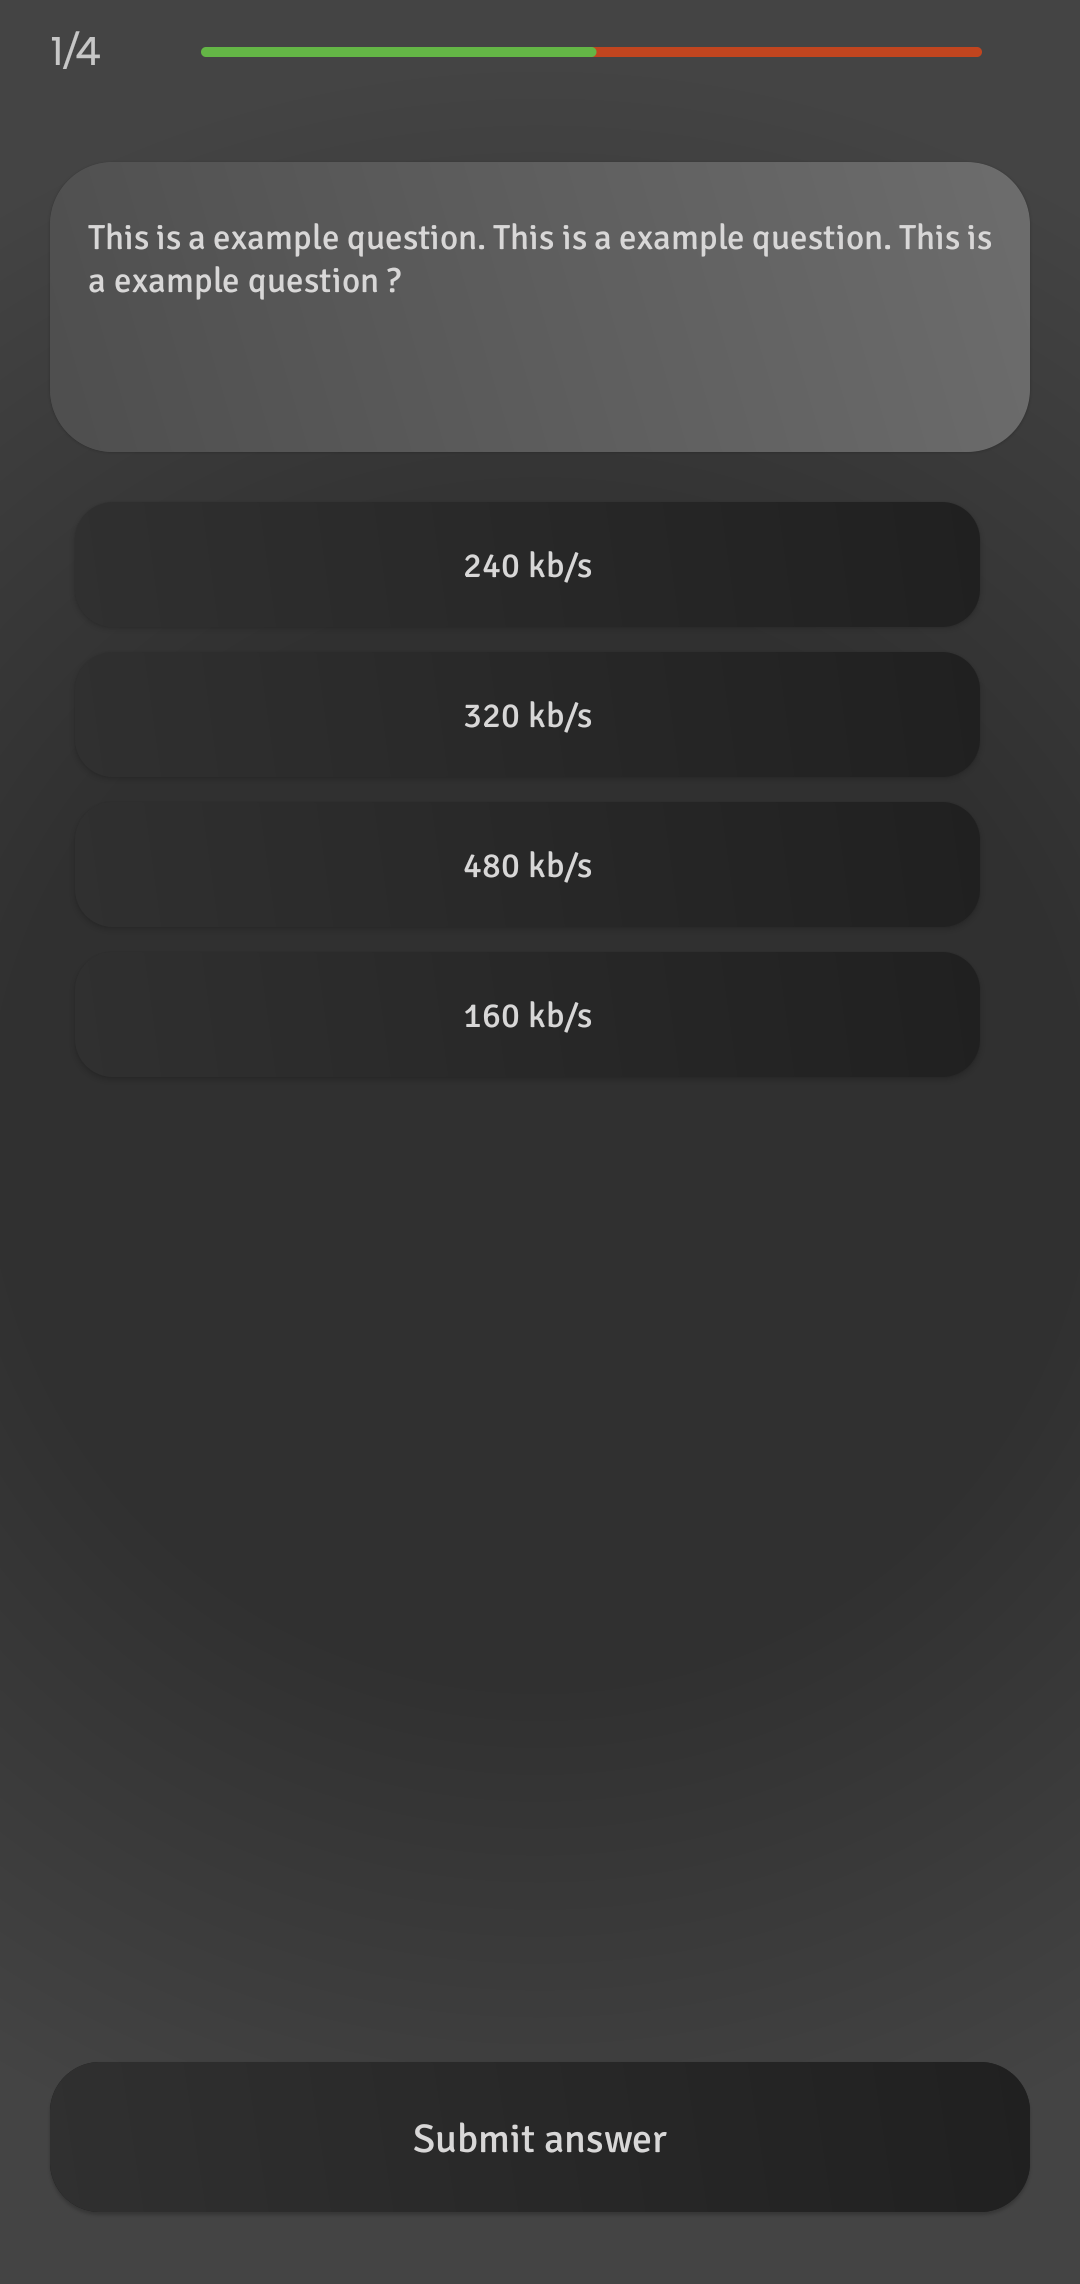 1/4
This is a example question. This is a example question. This is
a example question ?
240 kb/s
320 kb/s
480 kb/s
160 kb/s
Submit answer